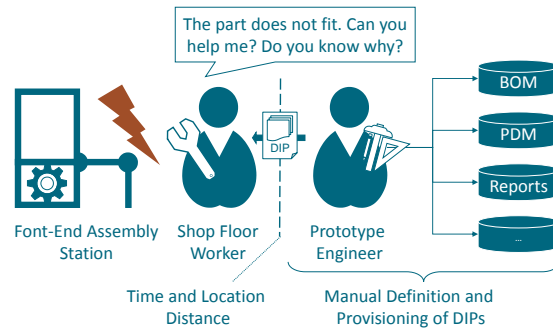 The part does not fit. Can you
help me? Do you know why?
BOM
DIP
PDM
Reports
...
Font-End Assembly
Station
Shop Floor
Worker
Prototype
Engineer
Time and Location
Distance
Manual Definition and
Provisioning of DIPs